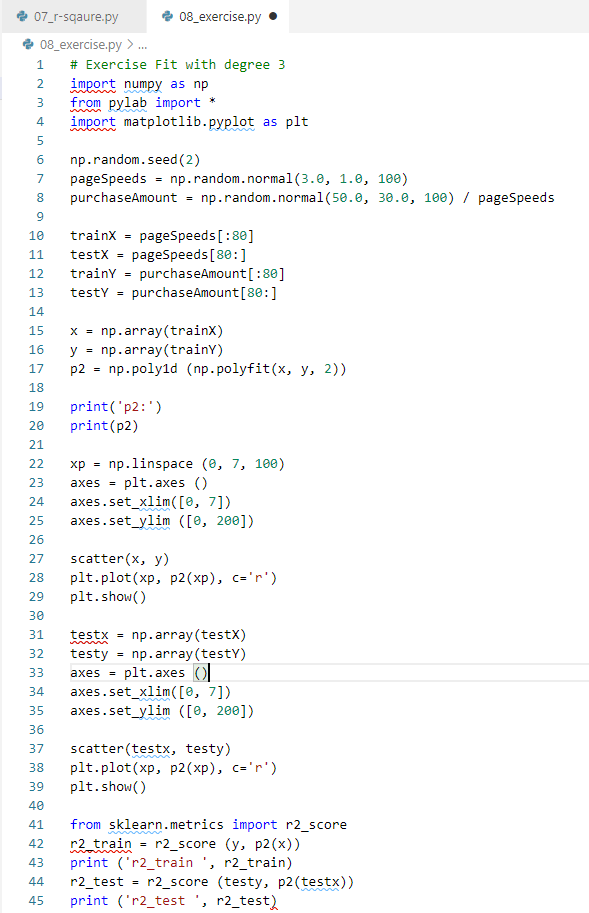 07_r-sqaure.py 08_exercise.py ●
08_exercise.py > ...
1 # Exercise Fit with degree 3
2 import numpy as np
3 from pylab import *
4 import matplotlib.pyplot as plt
5
6 np.random.seed(2)
7 pageSpeeds = np.random.normal(3.0, 1.0, 100)
8 purchaseAmount = np.random.normal(50.0, 30.0, 100) / pageSpeeds
9
10 trainX = pageSpeeds[:80]
11 testX = pageSpeeds[80:]
12 trainY = purchaseAmount[:80]
13 testY = purchaseAmount[80:]
14
15 x = np.array(trainX)
16 y = np.array(trainY)
17 p2 = np.poly1d (np.polyfit(x, y, 2))
18
19 print('p2:')
20 print(p2)
21
22 xp = np.linspace (0, 7, 100)
23 axes = plt.axes ()
24 axes.set_xlim([0, 7])
25 axes.set_ylim ([0, 200])
26
27 scatter(x, y)
28 plt.plot(xp, p2(xp), c='r')
29 plt.show()
30
31 testx = np.array(testX)
32 testy = np.array(testY)
33 axes = plt.axes ()
34 axes.set_xlim([0, 7])
35 axes.set_ylim ([0, 200])
36
37 scatter(testx, testy)
38 plt.plot(xp, p2(xp), c='r')
39 plt.show()
40
41 from sklearn.metrics import r2_score
42 r2_train = r2_score (y, p2(x))
43 print ('r2_train ', r2_train)
44 r2_test = r2_score (testy, p2(testx))
45 print ('r2_test ', r2_test)